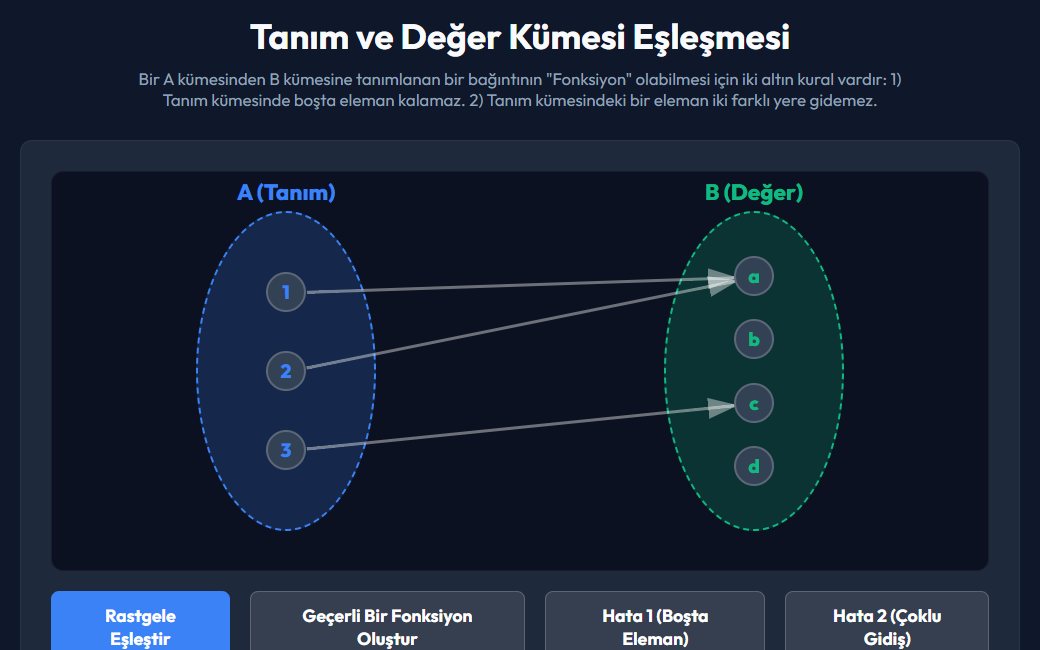 Tanım ve Değer Kümesi Eşleşmesi
Bir A kümesinden B kümesine tanımlanan bir bağıntının "Fonksiyon" olabilmesi için iki altın kural vardır: 1)
Tanım kümesinde boşta eleman kalamaz. 2) Tanım kümesindeki bir eleman iki farklı yere gidemez.
A (Tanım)
B (Değer)
1
2
3
a
b
c
d
Rastgele
Eşleştir
Geçerli Bir Fonksiyon
Oluştur
Hata 1 (Boşta
Eleman)
Hata 2 (Çoklu
Gidiş)